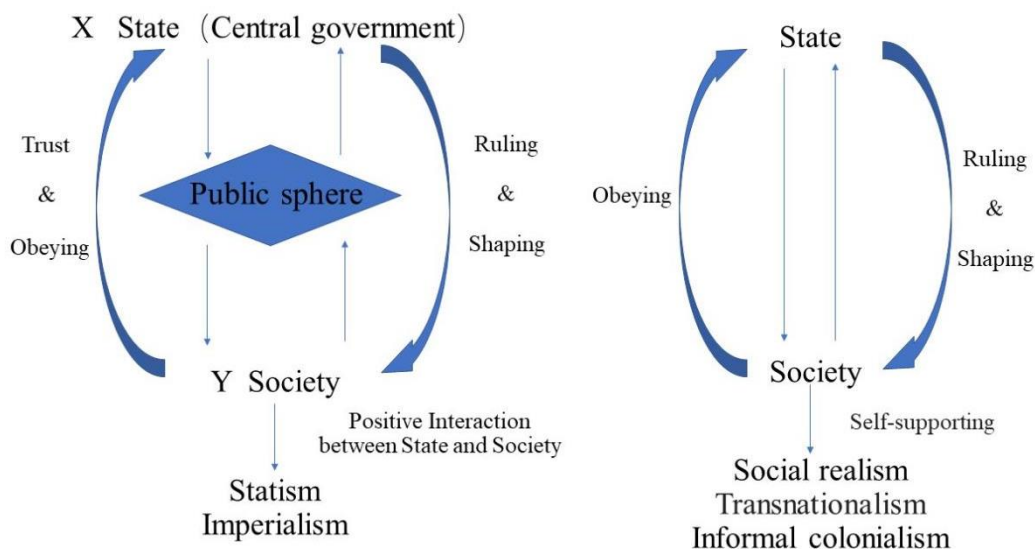 X State (Central government)
Trust
&
Obeying
Public sphere
Ruling
&
Shaping
Y Society
Positive Interaction
between State and Society
Statism
Imperialism
State
Obeying
Ruling
&
Shaping
Society
Self-supporting
Social realism
Transnationalism
Informal colonialism